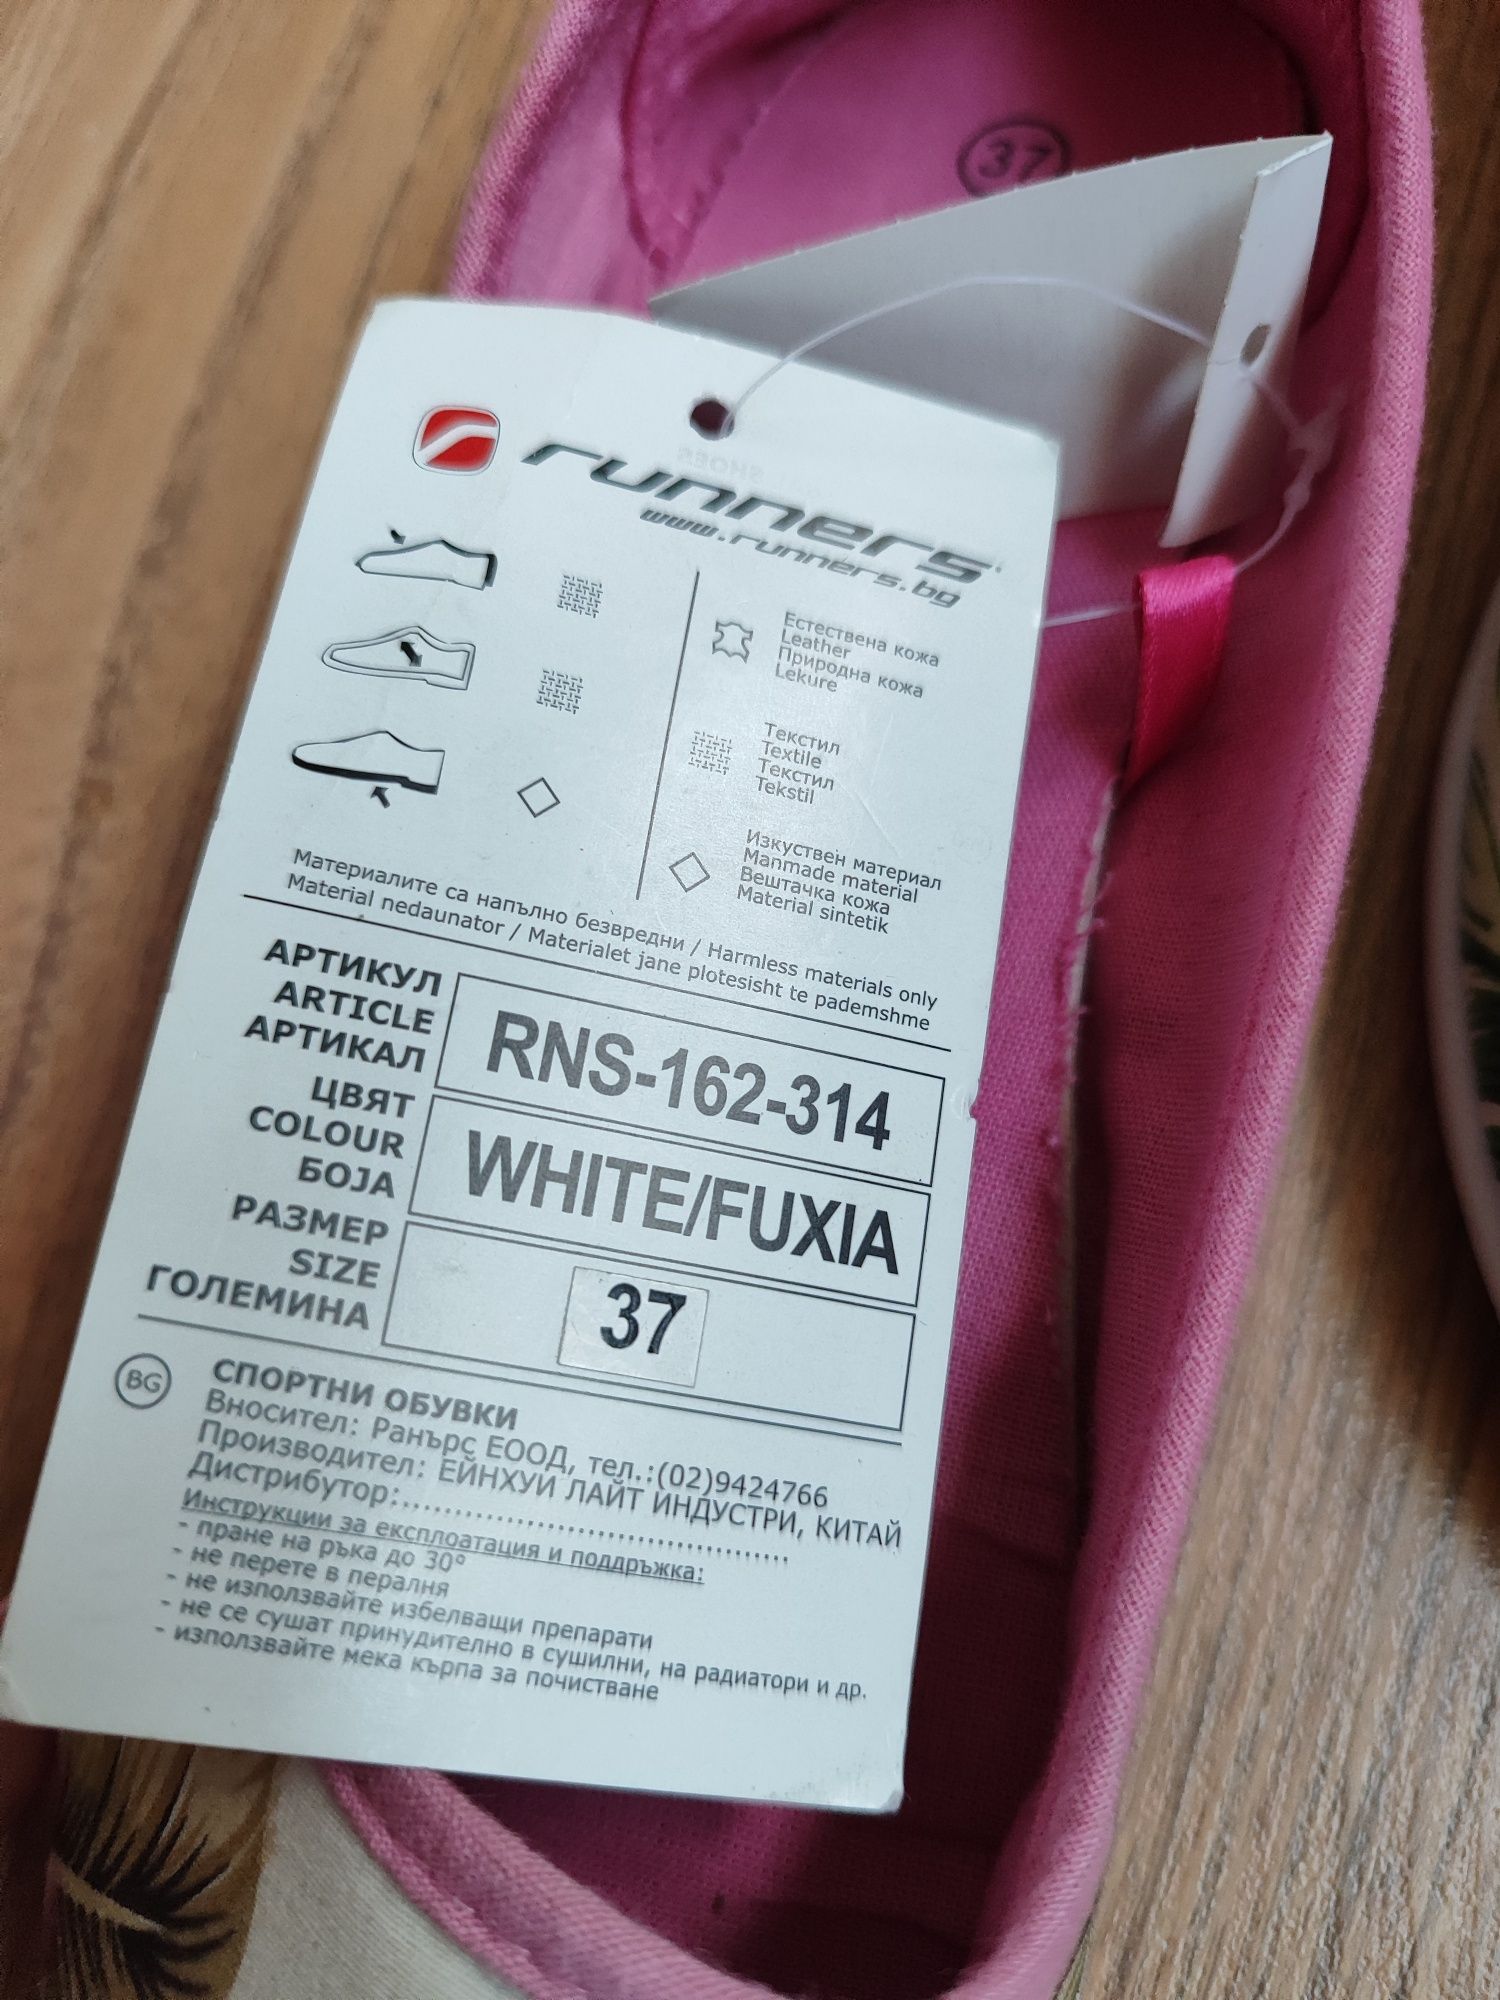 37
runners
www.runners.bg
Естествена кожа
Leather
Природна кожа
Lekure
Текстил
Textile
Текстил
Tekstil
Изкуствен материал
Manmade material
Вештачка кожа
Material sintetik
Материалите са напълно безвредни / Harmless materials only
Material nedaunator / Materialet jane plotesisht te pademshme
АРТИКУЛ
ARTICLE
АРТИКАЛ
RNS-162-314
ЦВЯТ
COLOUR
БОЈА
WHITE/FUXIA
РАЗМЕР
SIZE
ГОЛЕМИНА
37
BG
СПОРТНИ ОБУВКИ
Вносител: Ранърс ЕООД, тел.:(02)9424766
Производител: ЕЙНХУИ ЛАЙТ ИНДУСТРИ, КИТАЙ
Дистрибутор:........................................
Инструкции за експлоатация и поддръжка:
- пране на ръка до 30°
- не перете в пералня
- не използвайте избелващи препарати
- не се сушат принудително в сушилни, на радиатори и др.
- използвайте мека кърпа за почистване